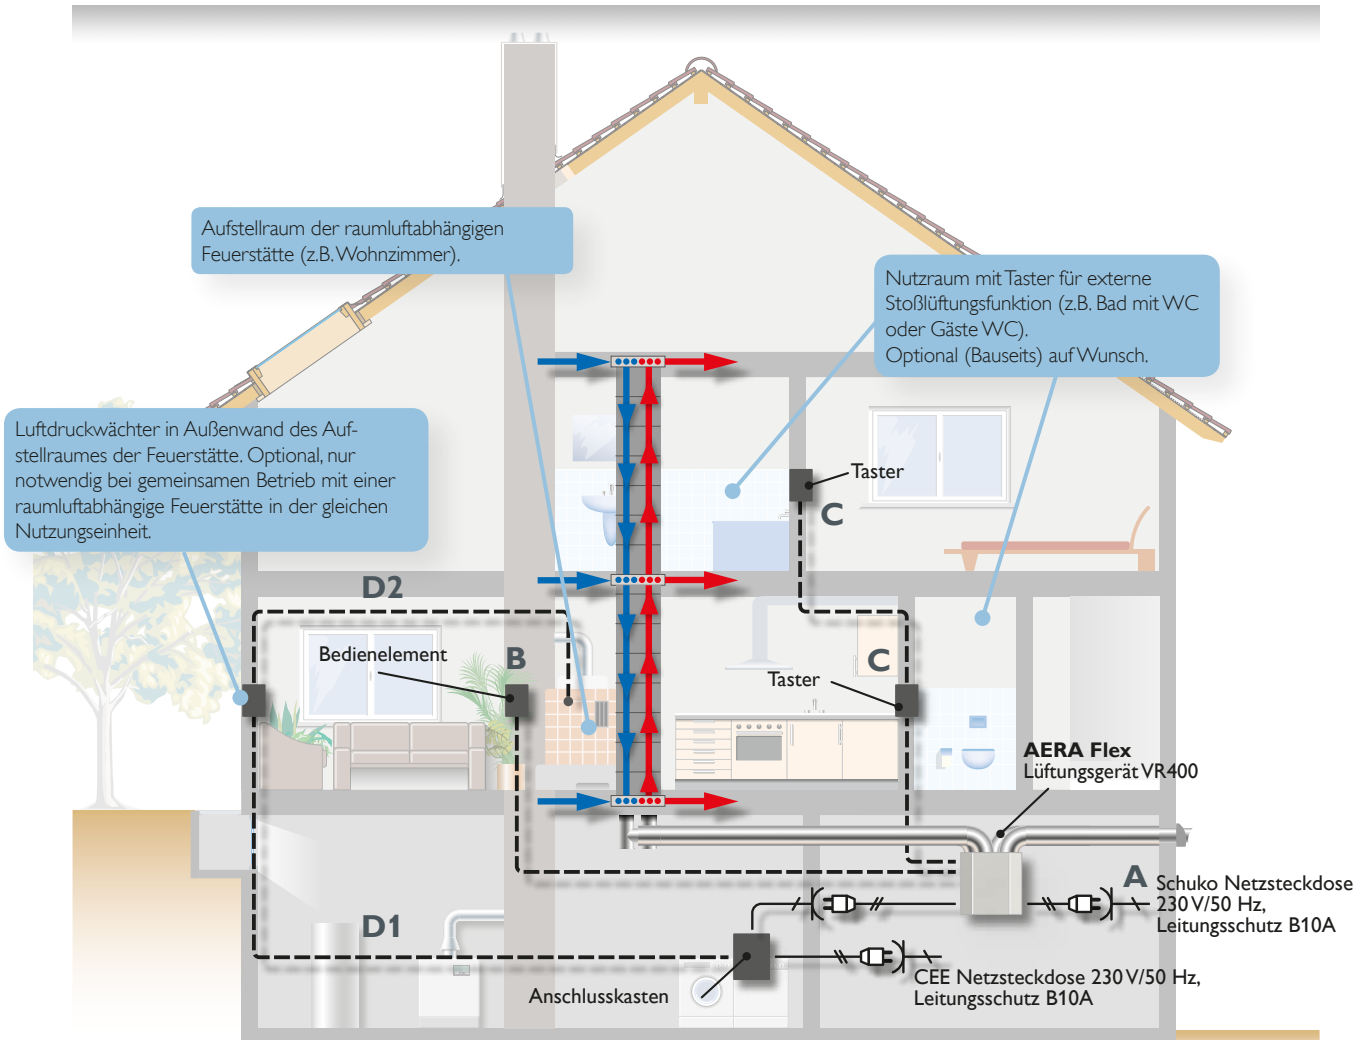 Aufstellraum der raumluftabhängigen
Feuerstätte (z.B. Wohnzimmer).
Nutzraum mit Taster für externe
Stoßlüftungsfunktion (z.B. Bad mit WC
oder Gäste WC).
Optional (Bauseits) auf Wunsch.
Luftdruckwächter in Außenwand des Auf-
stellraumes der Feuerstätte. Optional, nur
notwendig bei gemeinsamen Betrieb mit einer
raumluftabhängige Feuerstätte in der gleichen
Nutzungseinheit.
Taster
C
D2
Bedienelement
B
C
Taster
AERA Flex
Lüftungsgerät VR400
A
Schuko Netzsteckdose
230 V/50 Hz,
Leitungsschutz B10A
D1
CEE Netzsteckdose 230 V/50 Hz,
Leitungsschutz B10A
Anschlusskasten